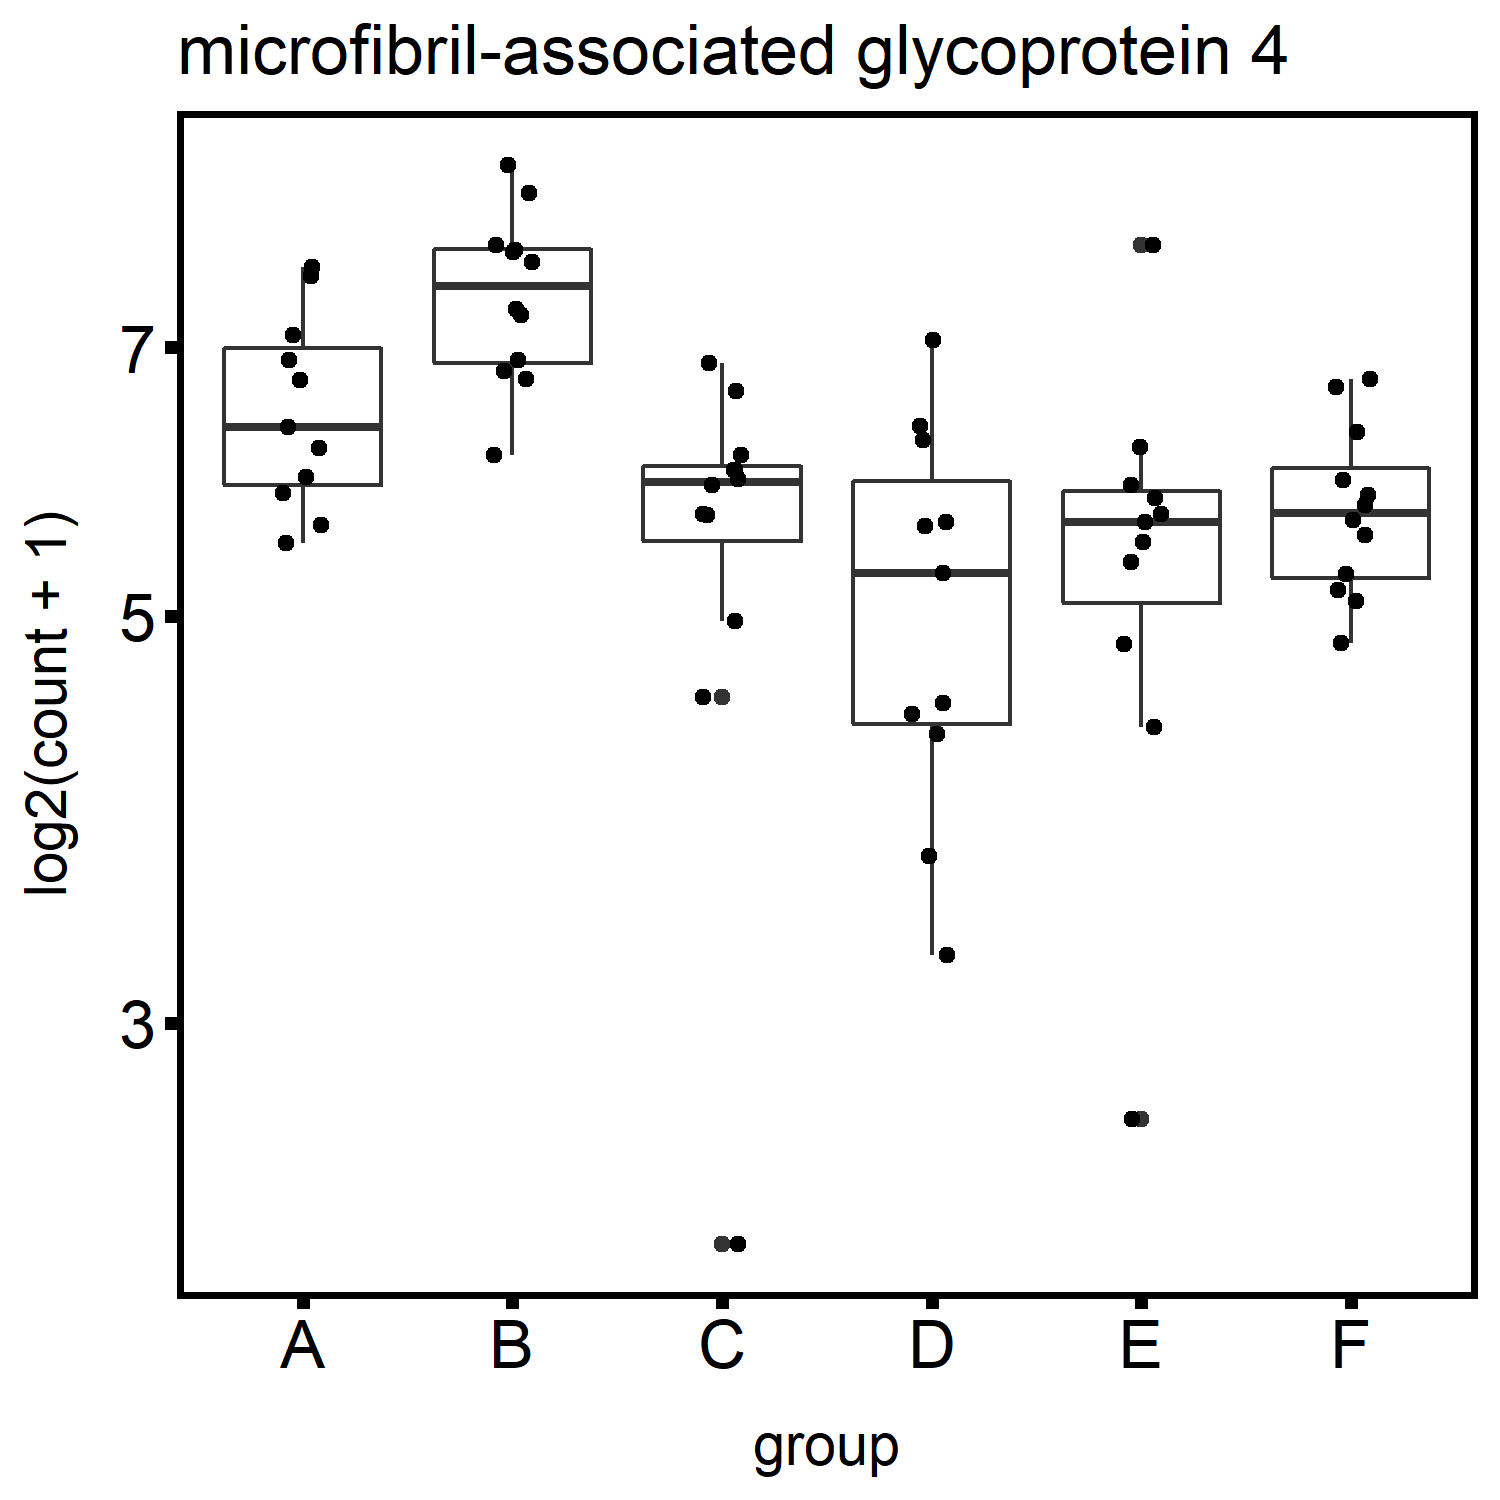 microfibril-associated glycoprotein 4
log2(count + 1)
7
5
3
A B C D E F
group